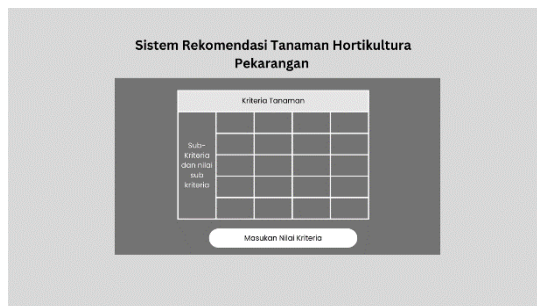 Sistem Rekomendasi Tanaman Hortikultura
Pekarangan
Kriteria Tanaman
Sub-
Kriteria
dan nilai
sub
kriteria
Masukan Nilai Kriteria